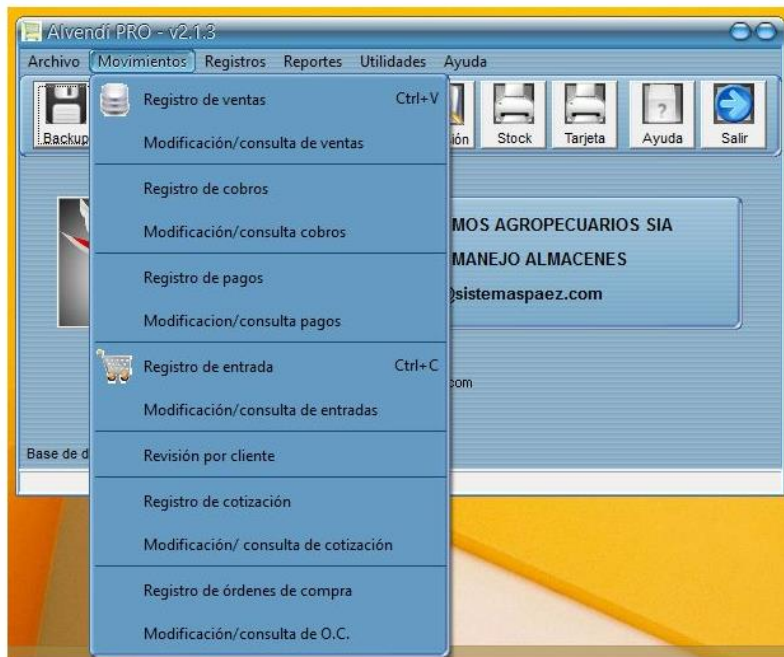 Alvendi PRO - v2.1.3
Archivo Movimientos Registros Reportes Utilidades Ayuda
Backup Stock Tarjeta Ayuda Salir
Registro de ventas Ctrl+V
Modificación/consulta de ventas
Registro de cobros
Modificación/consulta cobros
Registro de pagos
Modificacion/consulta pagos
Registro de entrada Ctrl+C
Modificación/consulta de entradas
Revisión por cliente
Registro de cotización
Modificación/ consulta de cotización
Registro de órdenes de compra
Modificación/consulta de O.C.
MOS AGROPECUARIOS SIA
MANEJO ALMACENES
@sistemaspaez.com
com
Base de d